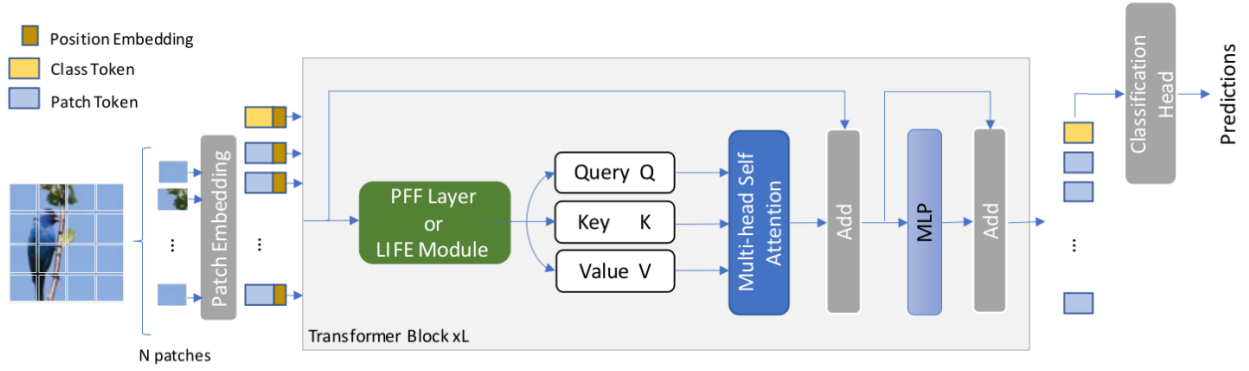 Position Embedding
Class Token
Patch Token
N patches
...
Patch Embedding
...
PFF Layer
or
LIFE Module
Query Q
Key K
Value V
Multi-head Self
Attention
Add
MLP
Add
Transformer Block xL
...
Classification
Head
Predictions